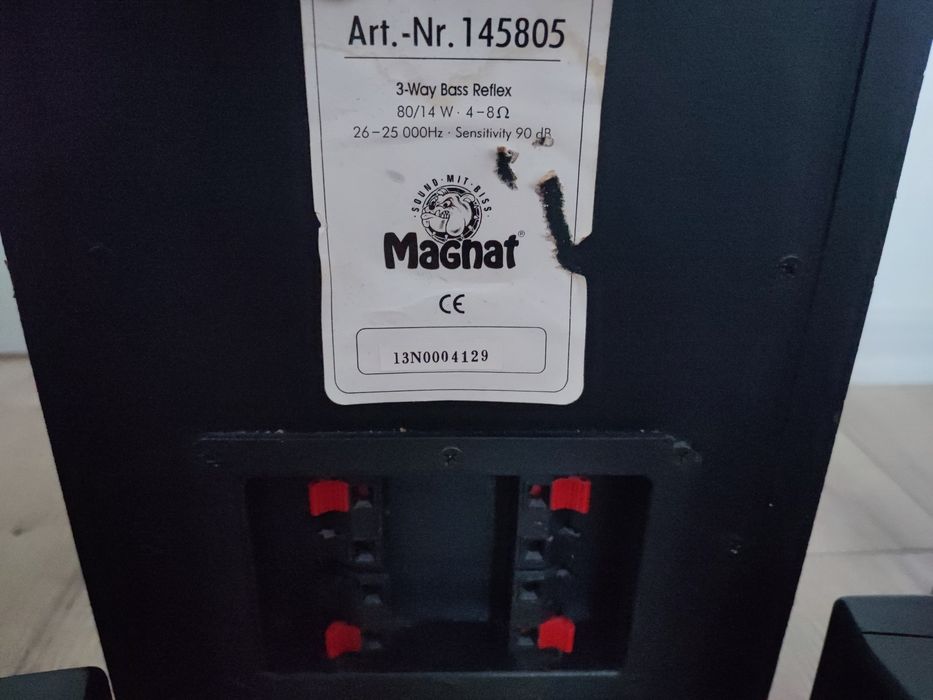 Art.-Nr. 145805
3-Way Bass Reflex
80/14 W · 4-8Ω
26-25 000Hz · Sensitivity 90 dB
·SOUND·MIT·BISS·
Magnat®
CE
13N0004129